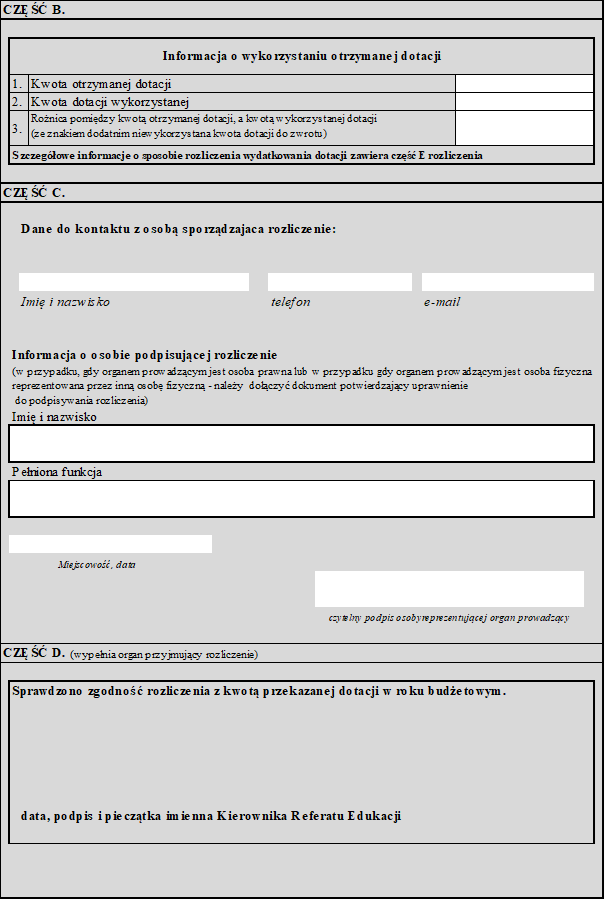 CZĘŚĆ B.
Informacja o wykorzystaniu otrzymanej dotacji
1. Kwota otrzymanej dotacji
2. Kwota dotacji wykorzystanej
3. Rożnica pomiędzy kwotą otrzymanej dotacji, a kwotą wykorzystanej dotacji
(ze znakiem dodatnim niewykorzystana kwota dotacji do zwrotu)
Szczegółowe informacje o sposobie rozliczenia wydatkowania dotacji zawiera część E rozliczenia
CZĘŚĆ C.
Dane do kontaktu z osobą sporządzajaca rozliczenie:
Imię i nazwisko telefon e-mail
Informacja o osobie podpisującej rozliczenie
(w przypadku, gdy organem prowadzącym jest osoba prawna lub w przypadku gdy organem prowadzącym jest osoba fizyczna
reprezentowana przez inną osobę fizyczną - należy dołączyć dokument potwierdzający uprawnienie
do podpisywania rozliczenia)
Imię i nazwisko
Pełniona funkcja
Miejscowość, data
czytelny podpis osoby reprezentującej organ prowadzący
CZĘŚĆ D. (wypełnia organ przyjmujący rozliczenie)
Sprawdzono zgodność rozliczenia z kwotą przekazanej dotacji w roku budżetowym.
data, podpis i pieczątka imienna Kierownika Referatu Edukacji